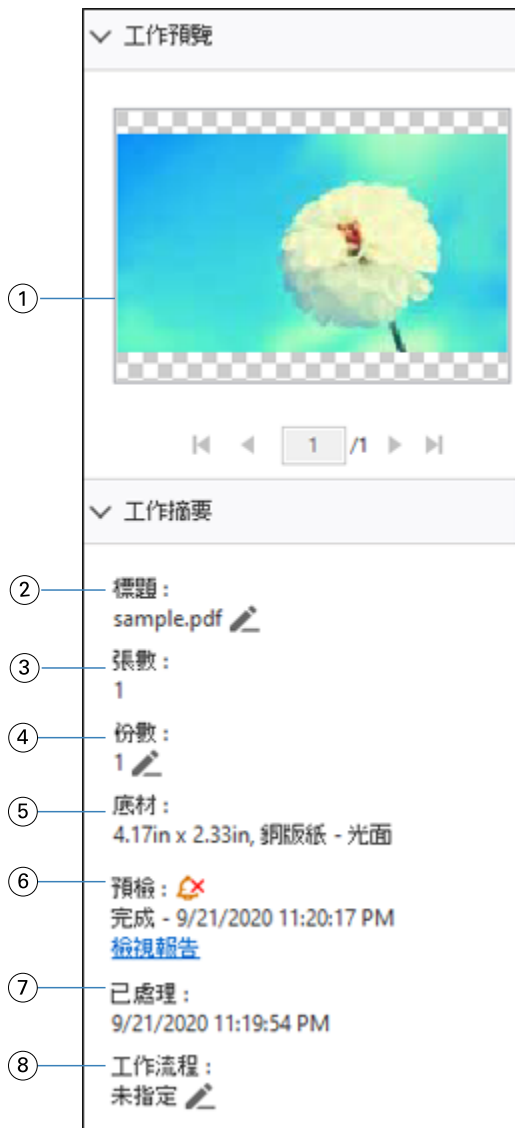 工作預覽
①
1 /1
工作摘要
② 標題：
sample.pdf
③ 張數：
1
④ 份數：
1
⑤ 底材：
4.17in x 2.33in, 銅版紙 - 光面
⑥ 預檢：
完成 - 9/21/2020 11:20:17 PM
檢視報告
⑦ 已處理：
9/21/2020 11:19:54 PM
⑧ 工作流程：
未指定